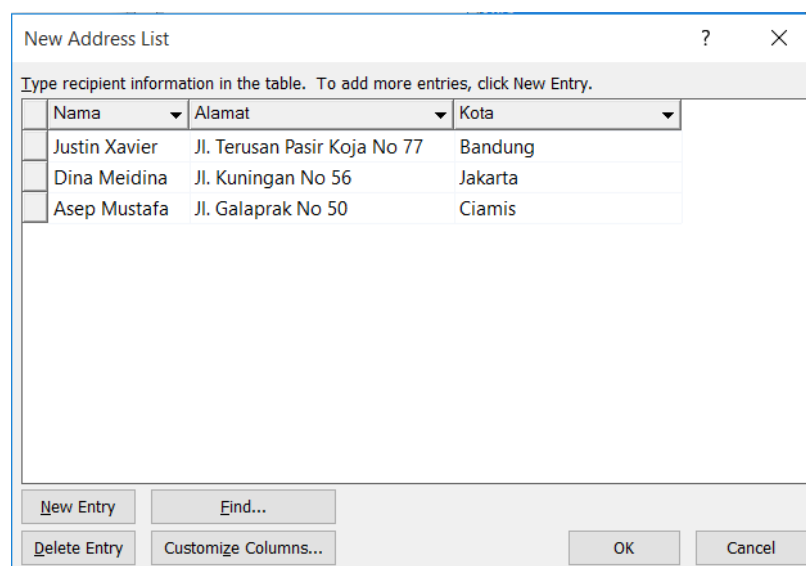 New Address List ?
Type recipient information in the table. To add more entries, click New Entry.
Nama Alamat Kota
Justin Xavier Jl. Terusan Pasir Koja No 77 Bandung
Dina Meidina Jl. Kuningan No 56 Jakarta
Asep Mustafa Jl. Galaprak No 50 Ciamis
New Entry Find...
Delete Entry Customize Columns... OK Cancel